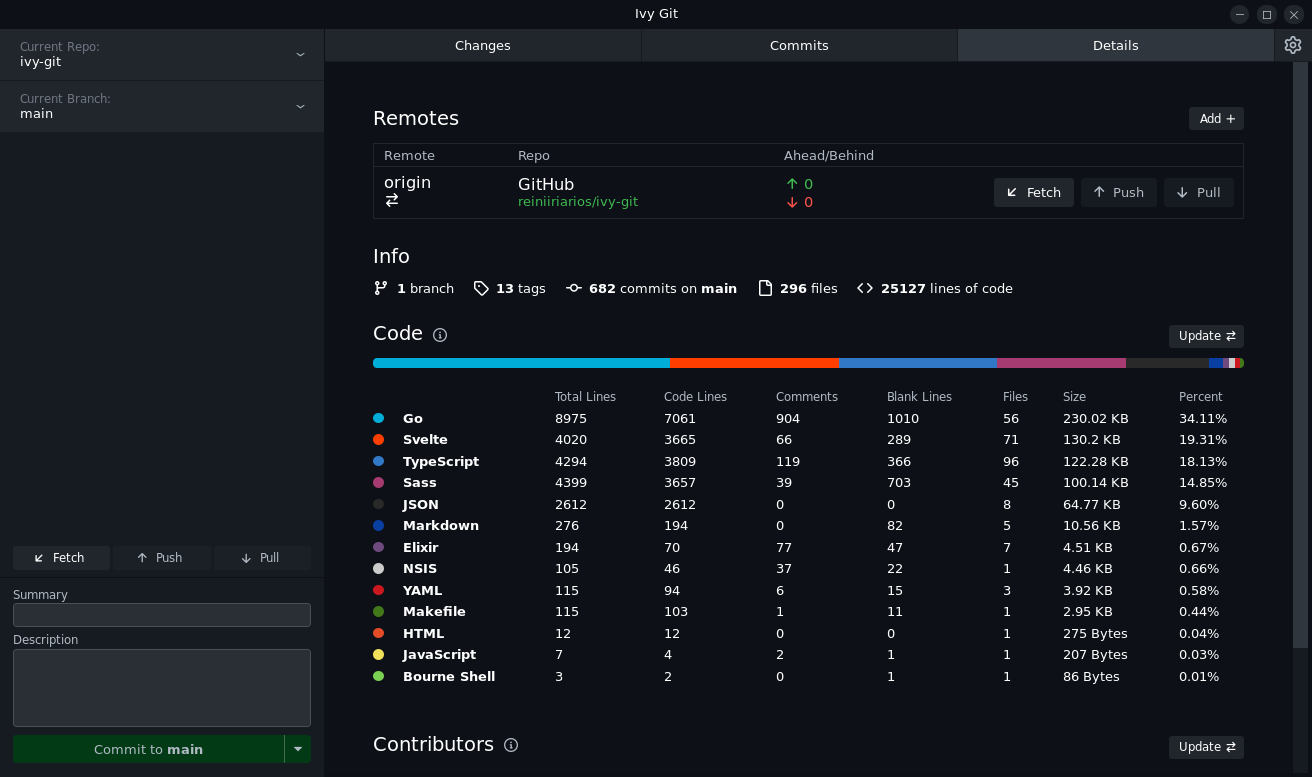 Ivy Git
Current Repo:
ivy-git
Current Branch:
main
Changes
Commits
Details
Remotes
Add +
Remote Repo Ahead/Behind
origin GitHub 0
reiniiriarios/ivy-git 0
Fetch Push Pull
Info
1 branch 13 tags 682 commits on main 296 files 25127 lines of code
Code
Update
Total Lines Code Lines Comments Blank Lines Files Size Percent
Go 8975 7061 904 1010 56 230.02 KB 34.11%
Svelte 4020 3665 66 289 71 130.2 KB 19.31%
TypeScript 4294 3809 119 366 96 122.28 KB 18.13%
Sass 4399 3657 39 703 45 100.14 KB 14.85%
JSON 2612 2612 0 0 8 64.77 KB 9.60%
Markdown 276 194 0 82 5 10.56 KB 1.57%
Elixir 194 70 77 47 7 4.51 KB 0.67%
NSIS 105 46 37 22 1 4.46 KB 0.66%
YAML 115 94 6 15 3 3.92 KB 0.58%
Makefile 115 103 1 11 1 2.95 KB 0.44%
HTML 12 12 0 0 1 275 Bytes 0.04%
JavaScript 7 4 2 1 1 207 Bytes 0.03%
Bourne Shell 3 2 0 1 1 86 Bytes 0.01%
Contributors
Update
Fetch Push Pull
Summary
Description
Commit to main